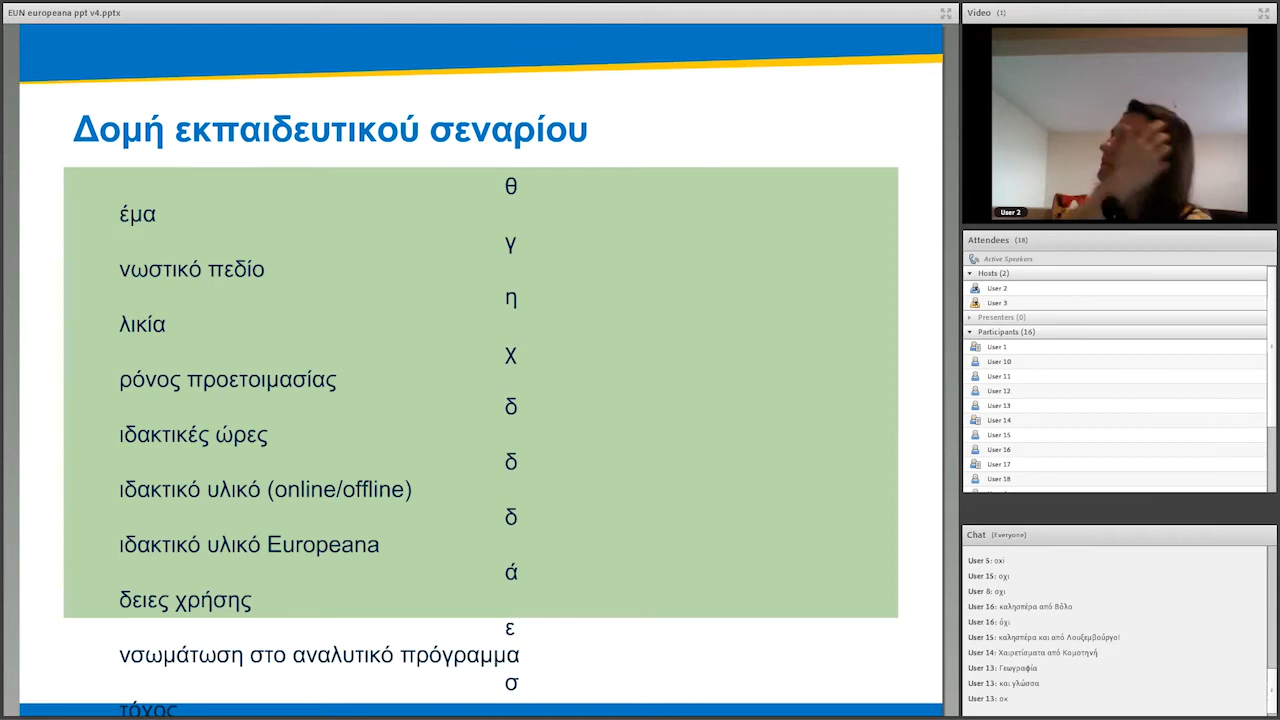 EUN europeana ppt v4.pptx
Δομή εκπαιδευτικού σεναρίου
θ
έμα
γ
νωστικό πεδίο
η
λικία
χ
ρόνος προετοιμασίας
δ
ιδακτικές ώρες
δ
ιδακτικό υλικό (online/offline)
δ
ιδακτικό υλικό Europeana
ά
δειες χρήσης
ε
νσωμάτωση στο αναλυτικό πρόγραμμα
σ
τόχος
Video (1)
User 2
Attendees (18)
Active Speakers
Hosts (2)
User 2
User 3
Presenters (0)
Participants (16)
User 1
User 10
User 11
User 12
User 13
User 14
User 15
User 16
User 17
User 18
Chat (Everyone)
User 5: οχί
User 15: οχι
User 8: οχι
User 16: καλησπέρα από Βόλο
User 16: όχι
User 15: καλησπέρα και από Λουξεμβούργο!
User 14: Χαιρετίσματα από Κομοτηνή
User 13: Γεωγραφία
User 13: και γλώσσα
User 13: οκ